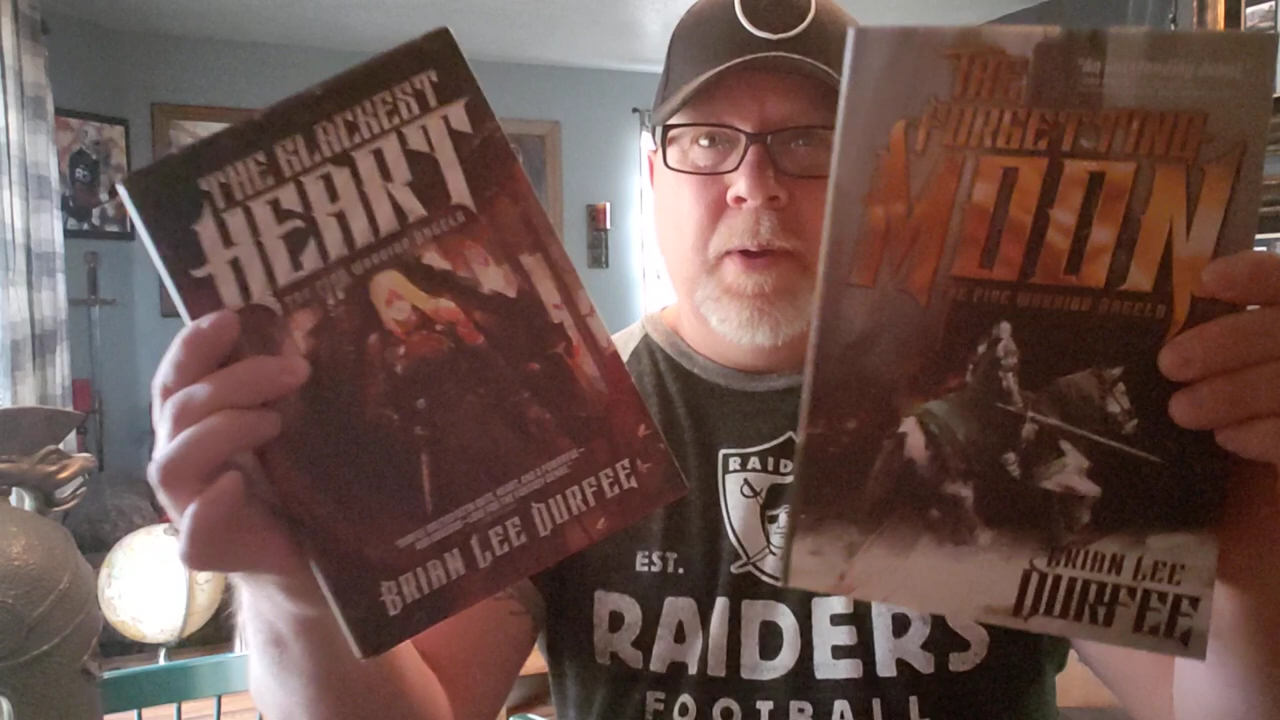 THE BLACKEST
HEART
THE FIVE WARRIOR ANGELS
BRIAN LEE DURFEE
THE
FORGETTING
MOON
THE FIVE WARRIOR ANGELS
BRIAN LEE
DURFEE
RAID
EST.
RAIDERS
FOOTBALL